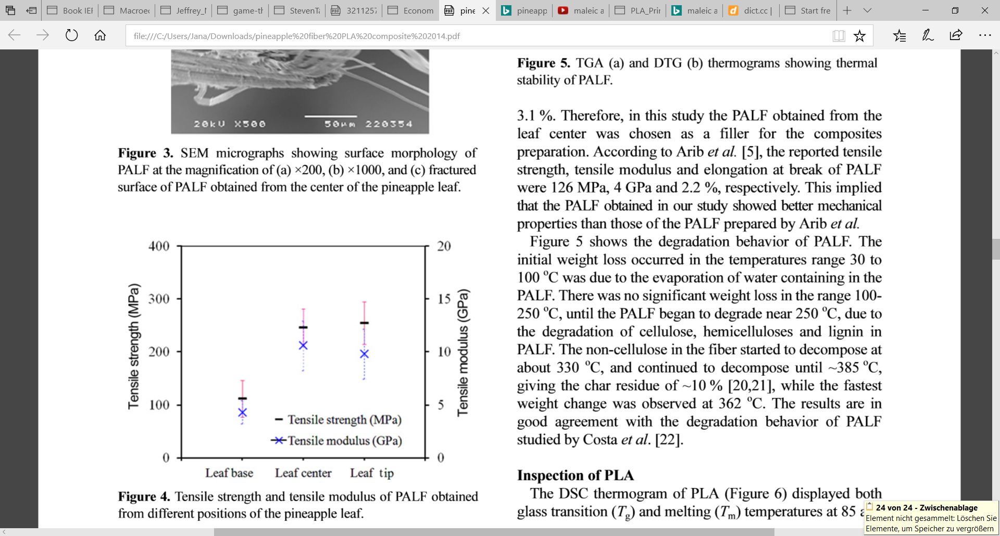 Book IEF
Macroec
Jeffrey_I
game-th
StevenTa
3211257
Econom
pine
pineapp
maleic a
PLA_Prir
maleic a
dict.cc |
Start fre
file:///C:/Users/Jana/Downloads/pineapple%20fiber%20PLA%20composite%202014.pdf
20kU X500 50µm 220354
Figure 3. SEM micrographs showing surface morphology of
PALF at the magnification of (a) ×200, (b) ×1000, and (c) fractured
surface of PALF obtained from the center of the pineapple leaf.
400
300
200
100
0
Tensile strength (MPa)
20
15
10
5
0
Tensile modulus (GPa)
Tensile strength (MPa)
Tensile modulus (GPa)
Leaf base Leaf center Leaf tip
Figure 4. Tensile strength and tensile modulus of PALF obtained
from different positions of the pineapple leaf.
Figure 5. TGA (a) and DTG (b) thermograms showing thermal
stability of PALF.
3.1 %. Therefore, in this study the PALF obtained from the
leaf center was chosen as a filler for the composites
preparation. According to Arib et al. [5], the reported tensile
strength, tensile modulus and elongation at break of PALF
were 126 MPa, 4 GPa and 2.2 %, respectively. This implied
that the PALF obtained in our study showed better mechanical
properties than those of the PALF prepared by Arib et al.
Figure 5 shows the degradation behavior of PALF. The
initial weight loss occurred in the temperatures range 30 to
100 °C was due to the evaporation of water containing in the
PALF. There was no significant weight loss in the range 100-
250 °C, until the PALF began to degrade near 250 °C, due to
the degradation of cellulose, hemicelluloses and lignin in
PALF. The non-cellulose in the fiber started to decompose at
about 330 °C, and continued to decompose until ~385 °C,
giving the char residue of ~10 % [20,21], while the fastest
weight change was observed at 362 °C. The results are in
good agreement with the degradation behavior of PALF
studied by Costa et al. [22].
Inspection of PLA
The DSC thermogram of PLA (Figure 6) displayed both
glass transition (Tg) and melting (Tm) temperatures at 85
24 von 24 - Zwischenablage
Element nicht gesammelt: Löschen Sie
Elemente, um Speicher zu vergrößern